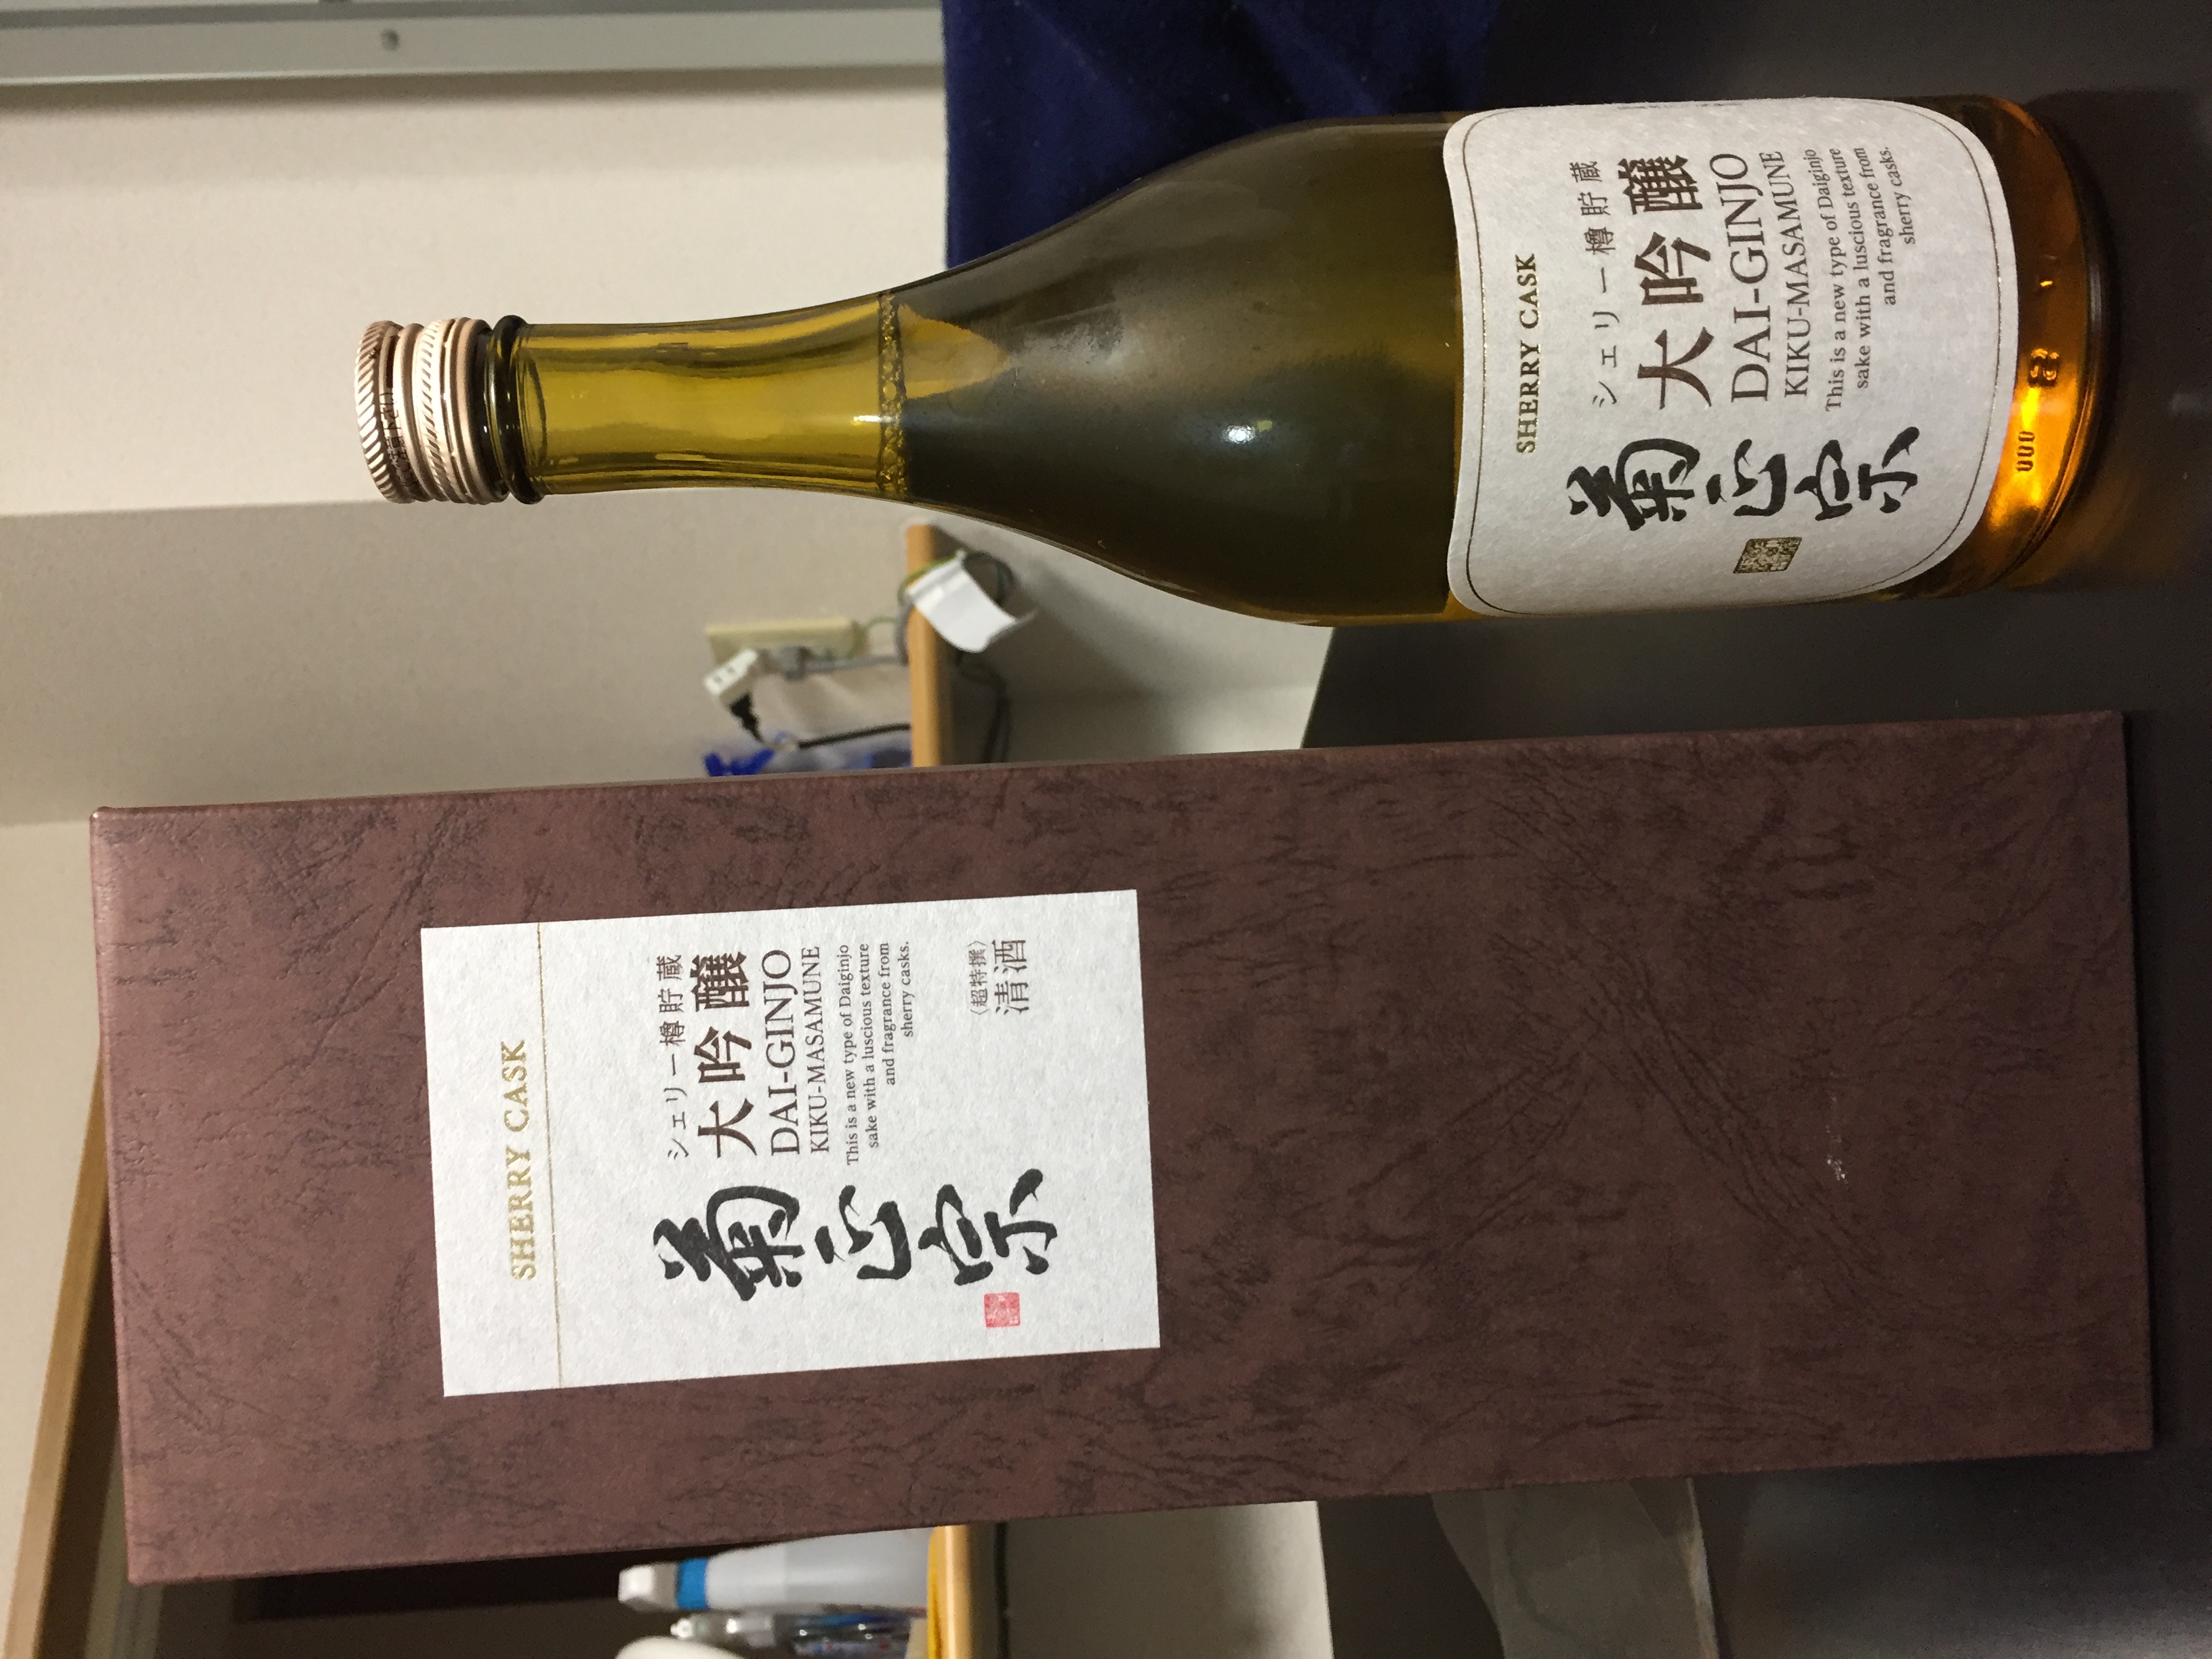 SHERRY CASK
菊正宗
シェリー樽貯蔵
大吟醸
DAI-GINJO
KIKU-MASAMUNE
This is a new type of Daiginjo
sake with a luscious texture
and fragrance from
sherry casks.
〈超特撰〉
清酒
SHERRY CASK
菊正宗
シェリー樽貯蔵
大吟醸
DAI-GINJO
KIKU-MASAMUNE
This is a new type of Daiginjo
sake with a luscious texture
and fragrance from
sherry casks.